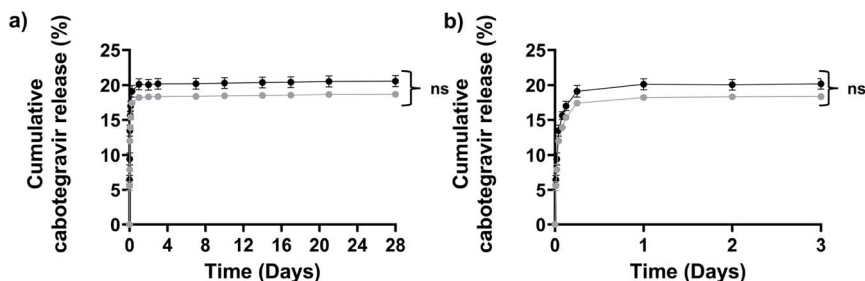 a)
Cumulative
cabotegravir release (%)
25
20
15
10
5
0
0 4 8 12 16 20 24 28
Time (Days)
ns
b)
Cumulative
cabotegravir release (%)
25
20
15
10
5
0
0 1 2 3
Time (Days)
ns